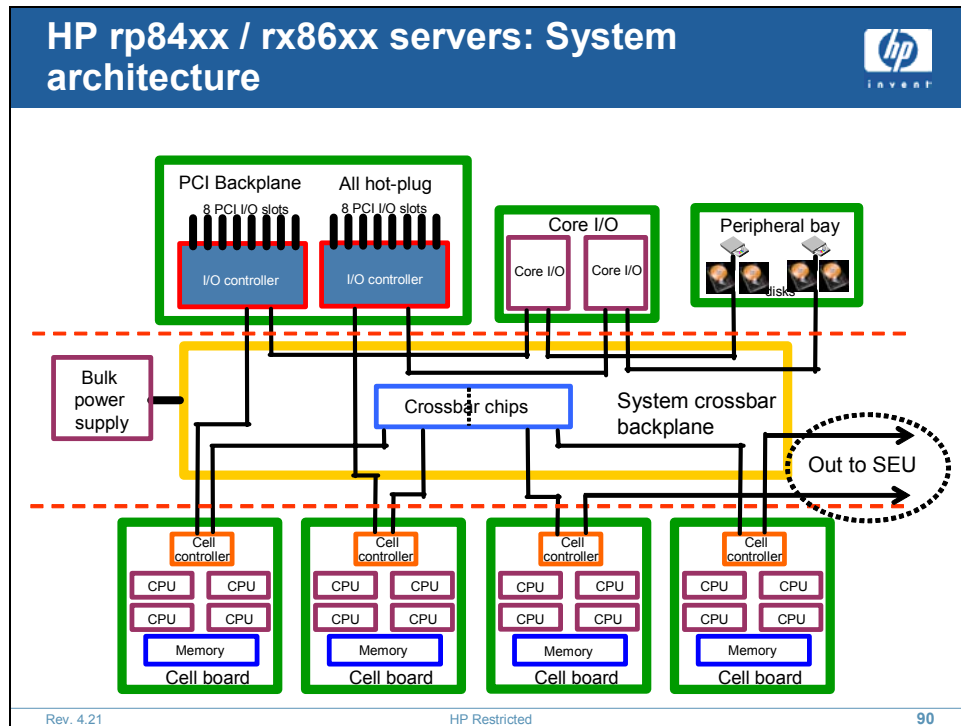 HP rp84xx / rx86xx servers: System
architecture
hp
invent
PCI Backplane
All hot-plug
8 PCI I/O slots
8 PCI I/O slots
I/O controller
I/O controller
Core I/O
Core I/O
Core I/O
Peripheral bay
disks
Bulk
power
supply
Crossbar chips
System crossbar
backplane
Out to SEU
Cell
controller
CPU
CPU
CPU
CPU
Memory
Cell board
Cell
controller
CPU
CPU
CPU
CPU
Memory
Cell board
Cell
controller
CPU
CPU
CPU
CPU
Memory
Cell board
Cell
controller
CPU
CPU
CPU
CPU
Memory
Cell board
Rev. 4.21
HP Restricted
90